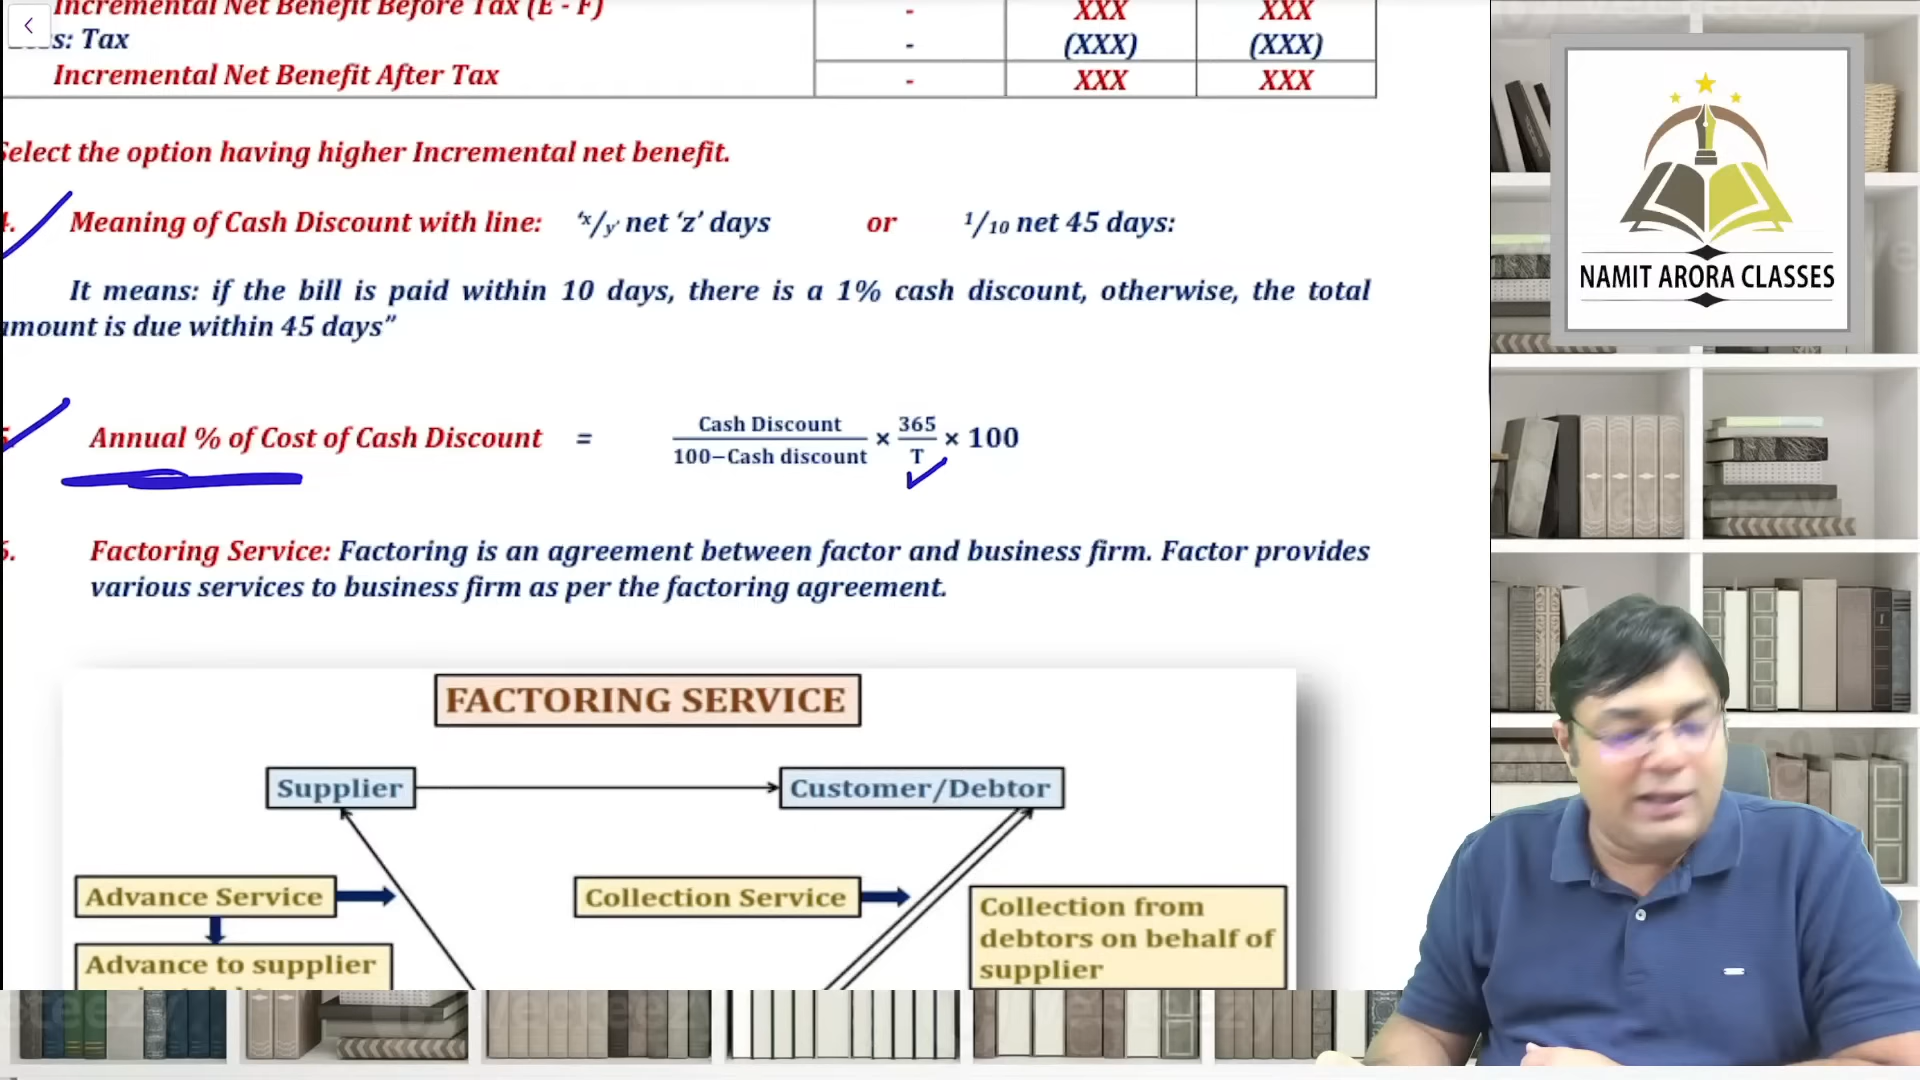 Incremental Net Benefit Before Tax (E - F) - XXX XXX
s: Tax - (XXX) (XXX)
Incremental Net Benefit After Tax - XXX XXX
Select the option having higher Incremental net benefit.
4. Meaning of Cash Discount with line: ‘x/y’ net ‘z’ days or 1/10 net 45 days:
It means: if the bill is paid within 10 days, there is a 1% cash discount, otherwise, the total
amount is due within 45 days”
5. Annual % of Cost of Cash Discount = Cash Discount/100−Cash discount × 365/T × 100
6. Factoring Service: Factoring is an agreement between factor and business firm. Factor provides
various services to business firm as per the factoring agreement.
FACTORING SERVICE
Supplier
Customer/Debtor
Advance Service
Collection Service
Collection from
debtors on behalf of
supplier
Advance to supplier
NAMIT ARORA CLASSES